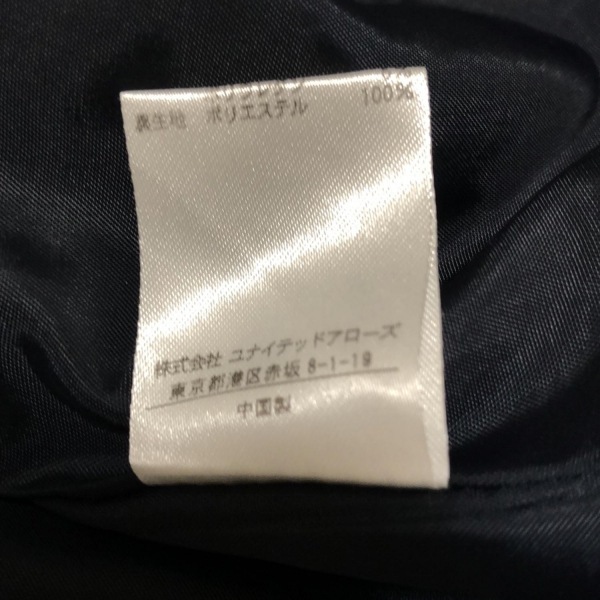 裏生地 ポリエステル 100%
株式会社 ユナイテッドアローズ
東京都港区赤坂8-1-19
中国製